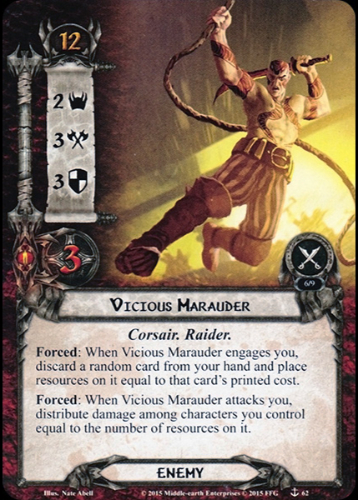 12
2
3
3
3
6/9
Vicious Marauder
Corsair. Raider.
Forced: When Vicious Marauder engages you,
discard a random card from your hand and place
resources on it equal to that card's printed cost.
Forced: When Vicious Marauder attacks you,
distribute damage among characters you control
equal to the number of resources on it.
ENEMY
Illus. Nate Abell
© 2015 Middle-earth Enterprises © 2015 FFG
62